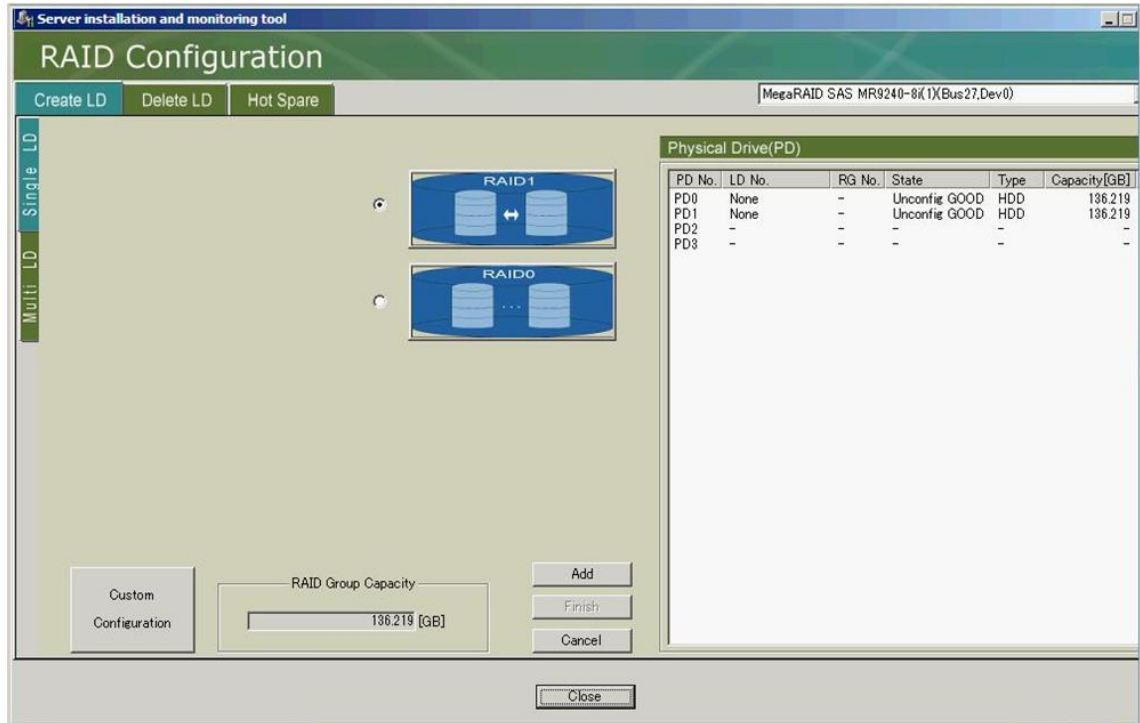 Server installation and monitoring tool
RAID Configuration
Create LD Delete LD Hot Spare
MegaRAID SAS MR9240-8i(1)(Bus27,Dev0)
Single LD
Multi LD
RAID1
RAID0
Physical Drive(PD)
PD No. LD No. RG No. State Type Capacity[GB]
PD0 None - Unconfig GOOD HDD 136.219
PD1 None - Unconfig GOOD HDD 136.219
PD2 - - - - -
PD3 - - - - -
Custom
Configuration
RAID Group Capacity
136.219 [GB]
Add
Finish
Cancel
Close